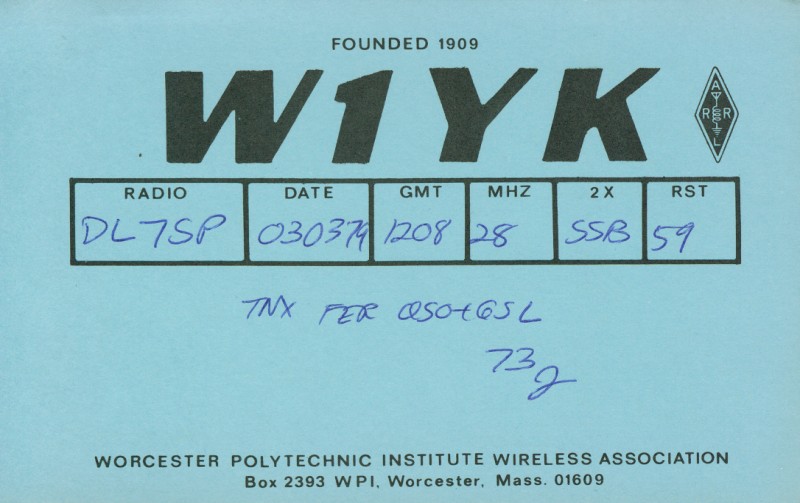 FOUNDED 1909
W1YK
A
R R
L
RADIO DATE GMT MHZ 2X RST
DL7SP 030379 1208 28 SSB 59
TNX FER QSO+QSL
73
WORCESTER POLYTECHNIC INSTITUTE WIRELESS ASSOCIATION
Box 2393 WPI, Worcester, Mass. 01609